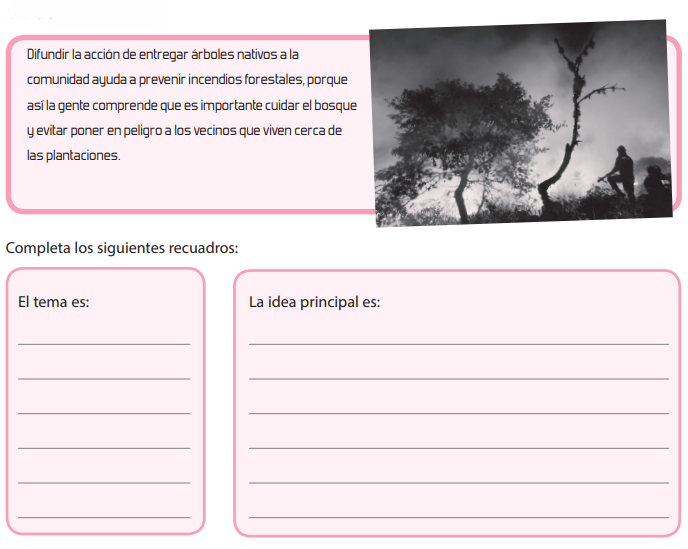 Difundir la acción de entregar árboles nativos a la
comunidad ayuda a prevenir incendios forestales, porque
así la gente comprende que es importante cuidar el bosque
y evitar poner en peligro a los vecinos que viven cerca de
las plantaciones.
Completa los siguientes recuadros:
El tema es:
La idea principal es: